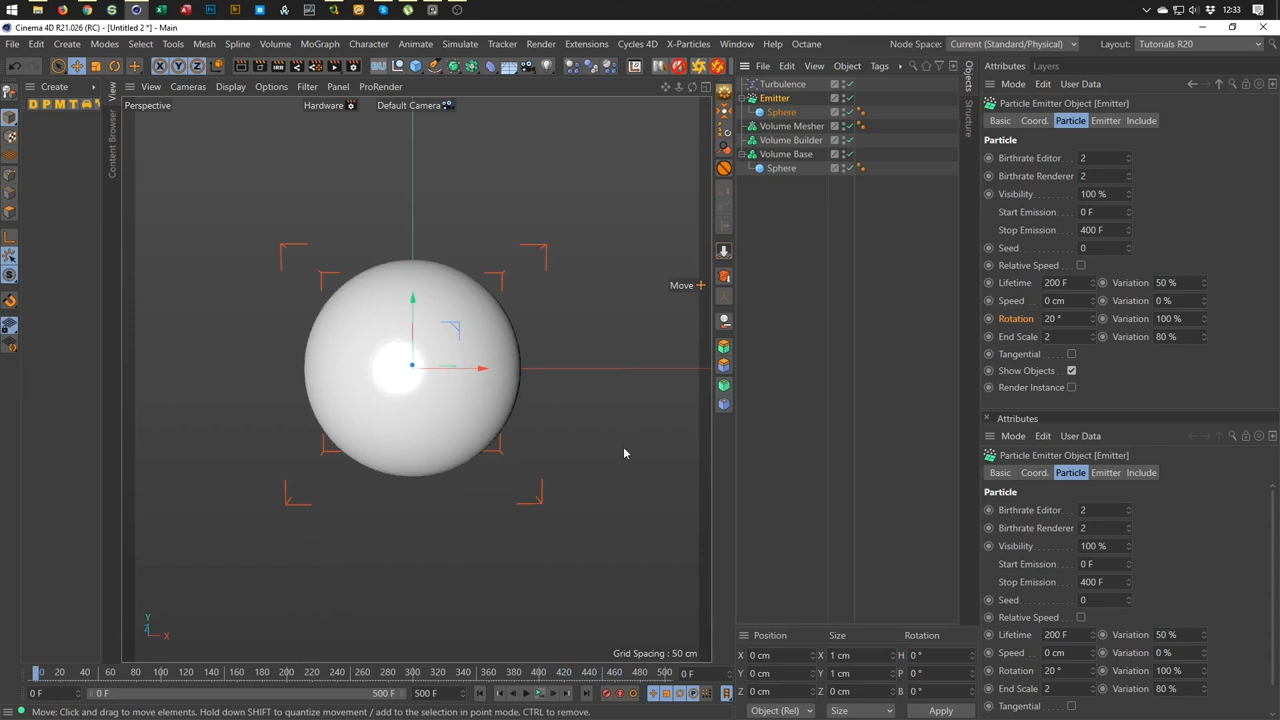 12:33
Cinema 4D R21.026 (RC) - [Untitled 2 *] - Main
File Edit Create Modes Select Tools Mesh Spline Volume MoGraph Character Animate Simulate Tracker Render Extensions Cycles 4D X-Particles Window Help Octane Node Space: Current (Standard/Physical) Layout: Tutorials R20
X Y Z
Create View Cameras Display Options Filter Panel ProRender File Edit View Object Tags
Objects
Structure
View
Content Browser
D P M T
Perspective Hardware Default Camera
Move
Y
Z X
Grid Spacing : 50 cm
Turbulence
Emitter
Sphere
Volume Mesher
Volume Builder
Volume Base
Sphere
Attributes Layers
Mode Edit User Data
Particle Emitter Object [Emitter]
Basic Coord. Particle Emitter Include
Particle
Birthrate Editor 2
Birthrate Renderer 2
Visibility 100 %
Start Emission 0 F
Stop Emission 400 F
Seed 0
Relative Speed
Lifetime 200 F Variation 50 %
Speed 0 cm Variation 0 %
Rotation 20 ° Variation 100 %
End Scale 2 Variation 80 %
Tangential
Show Objects
Render Instance
Attributes
Mode Edit User Data
Particle Emitter Object [Emitter]
Basic Coord. Particle Emitter Include
Particle
Birthrate Editor 2
Birthrate Renderer 2
Visibility 100 %
Start Emission 0 F
Stop Emission 400 F
Seed 0
Relative Speed
Lifetime 200 F Variation 50 %
Speed 0 cm Variation 0 %
Rotation 20 ° Variation 100 %
End Scale 2 Variation 80 %
Tangential
Position Size Rotation
X 0 cm X 1 cm H 0 °
Y 0 cm Y 1 cm P 0 °
Z 0 cm Z 1 cm B 0 °
Object (Rel) Size Apply
0 20 40 60 80 100 120 140 160 180 200 220 240 260 280 300 320 340 360 380 400 420 440 460 480 500 0 F
0 F 0 F 500 F 500 F
Move: Click and drag to move elements. Hold down SHIFT to quantize movement / add to the selection in point mode, CTRL to remove.